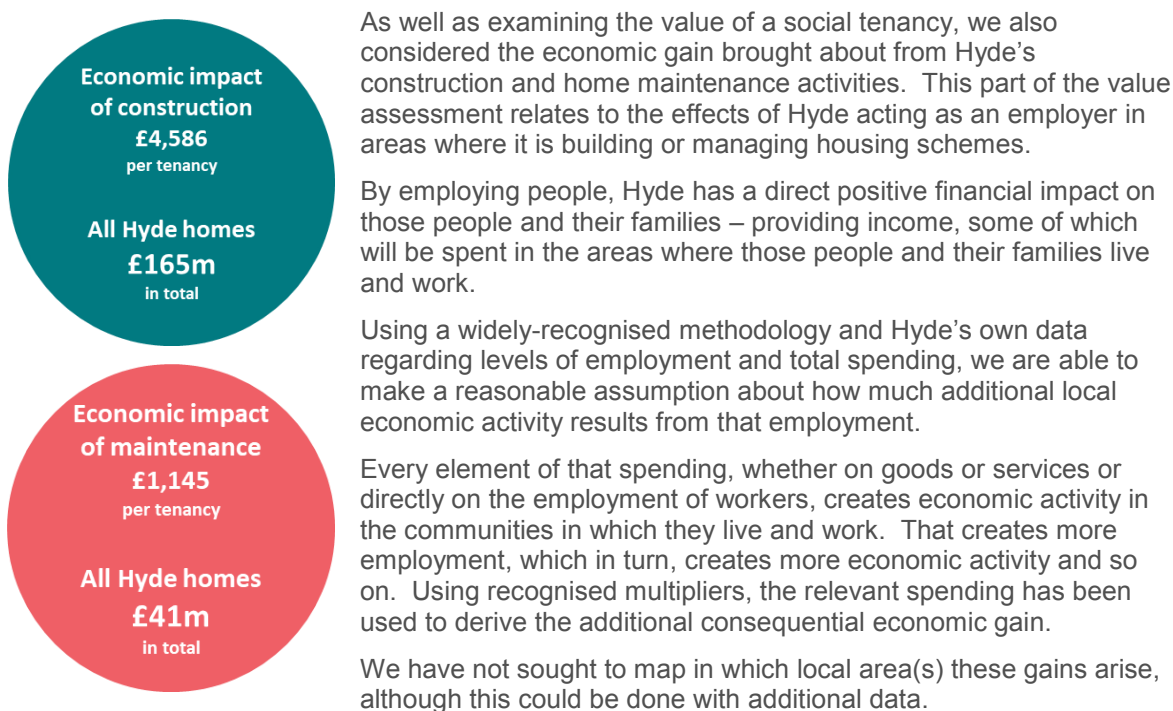 Economic impact
of construction
£4,586
per tenancy
All Hyde homes
£165m
in total
Economic impact
of maintenance
£1,145
per tenancy
All Hyde homes
£41m
in total
As well as examining the value of a social tenancy, we also
considered the economic gain brought about from Hyde's
construction and home maintenance activities.  This part of the value
assessment relates to the effects of Hyde acting as an employer in
areas where it is building or managing housing schemes.
By employing people, Hyde has a direct positive financial impact on
those people and their families – providing income, some of which
will be spent in the areas where those people and their families live
and work.
Using a widely-recognised methodology and Hyde's own data
regarding levels of employment and total spending, we are able to
make a reasonable assumption about how much additional local
economic activity results from that employment.
Every element of that spending, whether on goods or services or
directly on the employment of workers, creates economic activity in
the communities in which they live and work.  That creates more
employment, which in turn, creates more economic activity and so
on.  Using recognised multipliers, the relevant spending has been
used to derive the additional consequential economic gain.
We have not sought to map in which local area(s) these gains arise,
although this could be done with additional data.